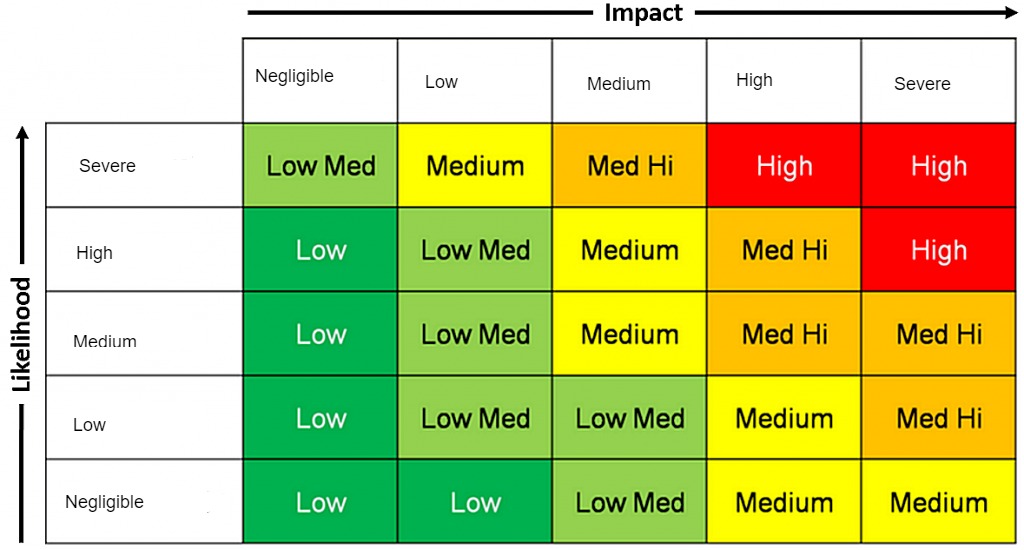 Impact
Negligible Low Medium High Severe
Severe Low Med Medium Med Hi High High
High Low Low Med Medium Med Hi High
Likelihood
Medium Low Low Med Medium Med Hi Med Hi
Low Low Low Med Low Med Medium Med Hi
Negligible Low Low Low Med Medium Medium